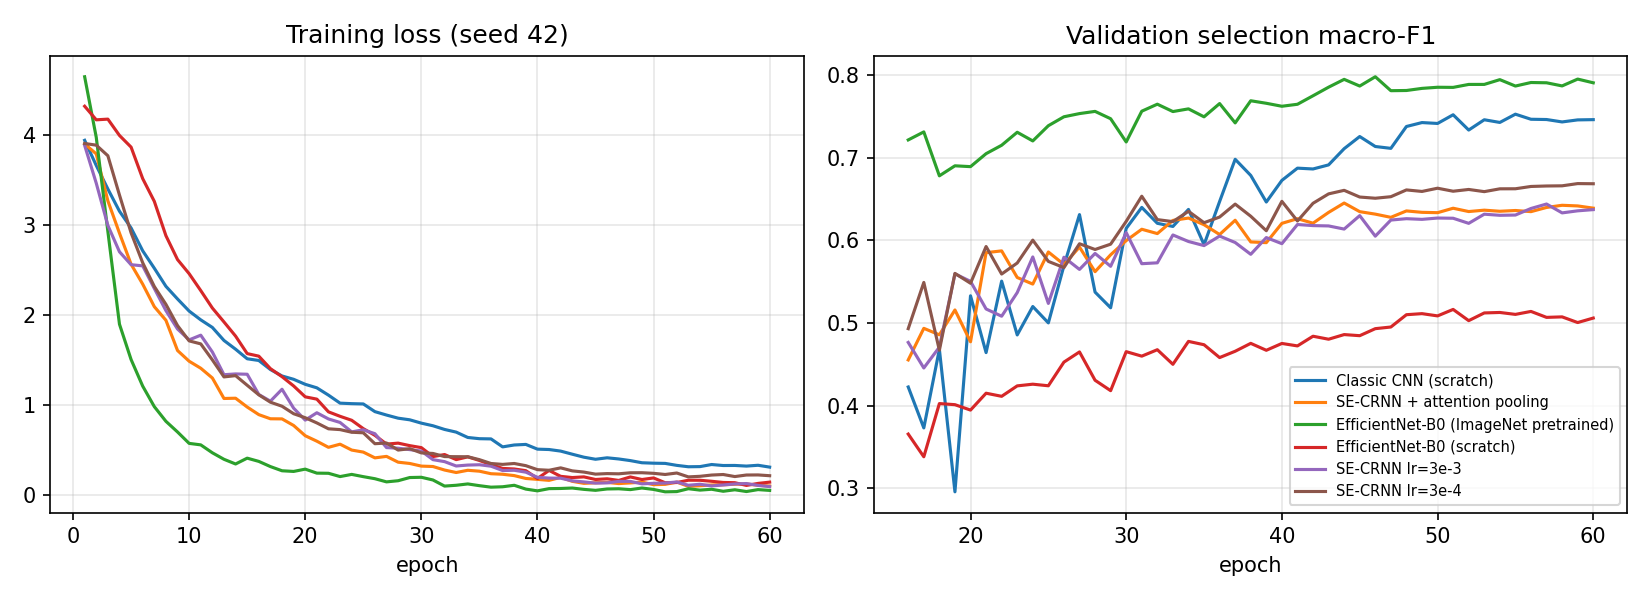 Training loss (seed 42)
4
3
2
1
0
0 10 20 30 40 50 60
epoch
Validation selection macro-F1
0.8
0.7
0.6
0.5
0.4
0.3
Classic CNN (scratch)
SE-CRNN + attention pooling
EfficientNet-B0 (ImageNet pretrained)
EfficientNet-B0 (scratch)
SE-CRNN lr=3e-3
SE-CRNN lr=3e-4
20 30 40 50 60
epoch